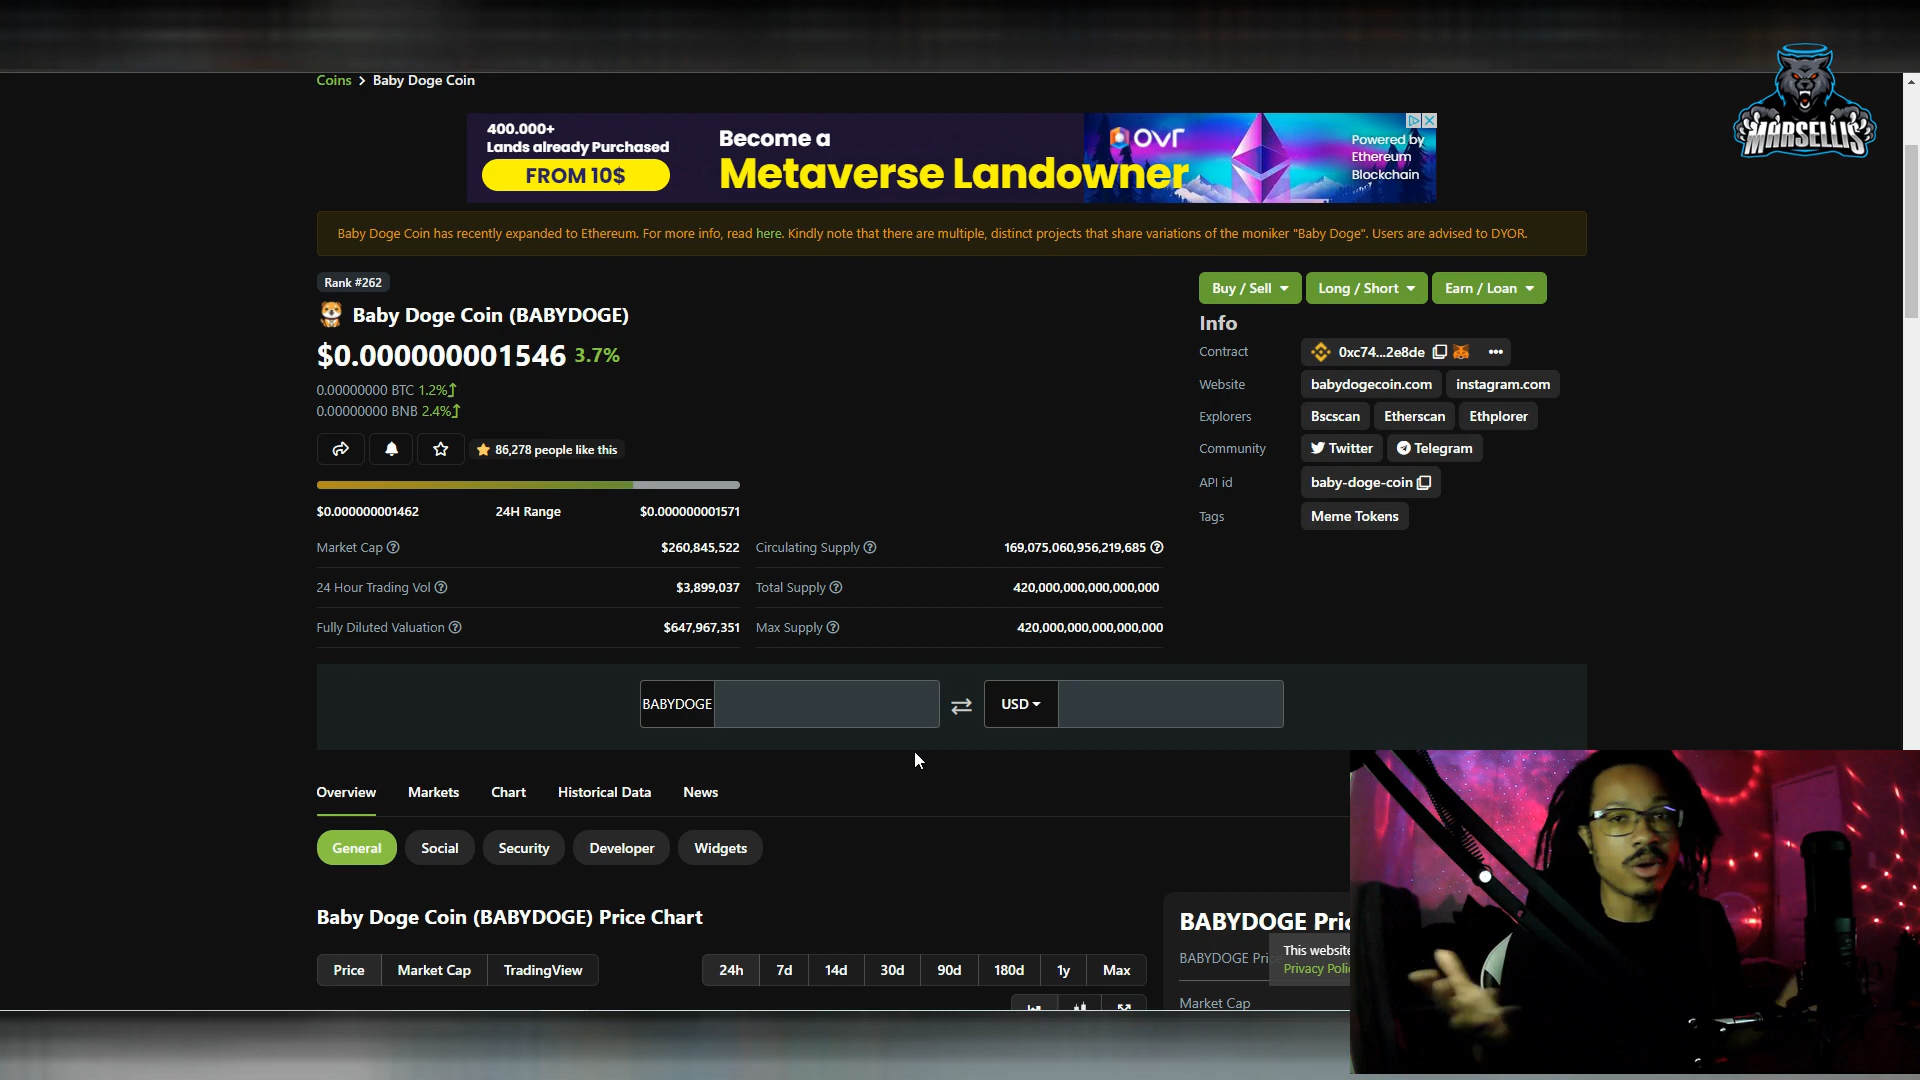 Coins > Baby Doge Coin
MARSELLIS
400.000+
Lands already Purchased
FROM 10$
Become a
Metaverse Landowner
ovr
Powered by
Ethereum
Blockchain
Baby Doge Coin has recently expanded to Ethereum. For more info, read here. Kindly note that there are multiple, distinct projects that share variations of the moniker "Baby Doge". Users are advised to DYOR.
Rank #262
Baby Doge Coin (BABYDOGE)
$0.000000001546 3.7%
0.00000000 BTC 1.2%
0.00000000 BNB 2.4%
86,278 people like this
$0.000000001462 24H Range $0.000000001571
Market Cap $260,845,522
24 Hour Trading Vol $3,899,037
Fully Diluted Valuation $647,967,351
Circulating Supply 169,075,060,956,219,685
Total Supply 420,000,000,000,000,000
Max Supply 420,000,000,000,000,000
Buy / Sell Long / Short Earn / Loan
Info
Contract 0xc74...2e8de •••
Website babydogecoin.com instagram.com
Explorers Bscscan Etherscan Ethplorer
Community Twitter Telegram
API id baby-doge-coin
Tags Meme Tokens
BABYDOGE USD
Overview Markets Chart Historical Data News
General Social Security Developer Widgets
Baby Doge Coin (BABYDOGE) Price Chart
Price Market Cap TradingView 24h 7d 14d 30d 90d 180d 1y Max
BABYDOGE Pric
BABYDOGE Pri
This website
Privacy Poli
Market Cap